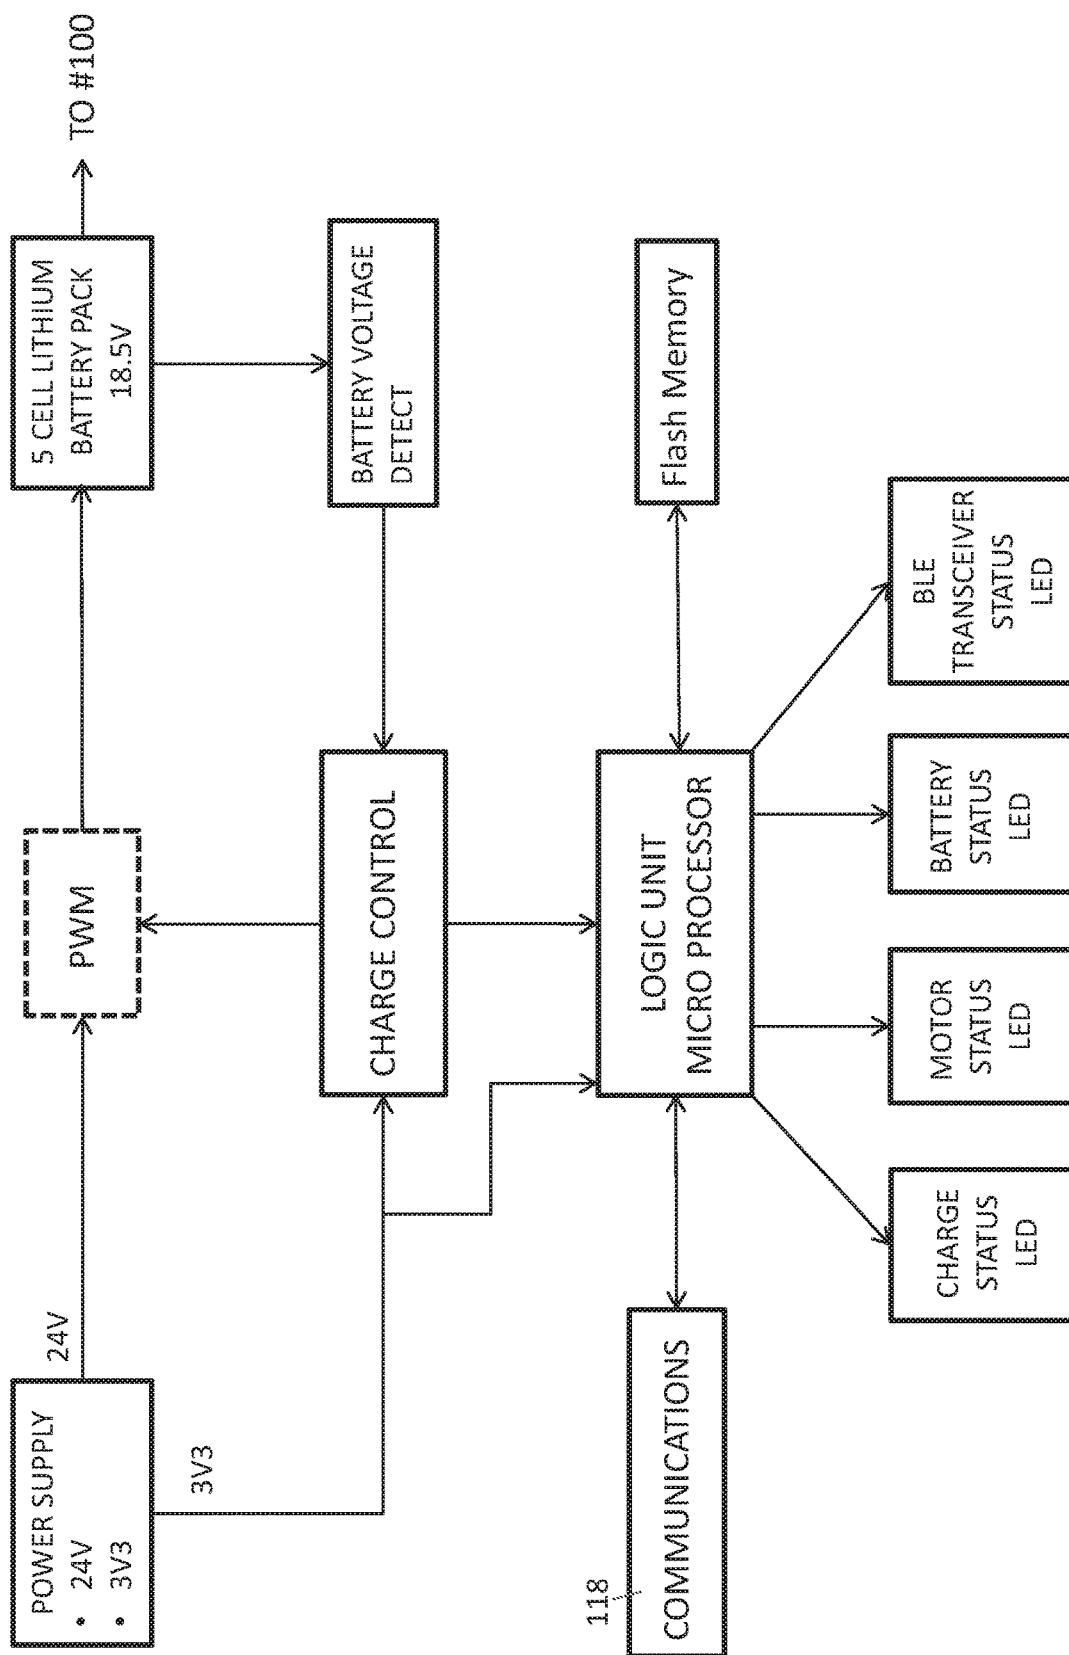 POWER SUPPLY
• 24V
• 3V3
24V
3V3
PWM
5 CELL LITHIUM
BATTERY PACK
18.5V
TO #100
CHARGE CONTROL
BATTERY VOLTAGE
DETECT
118
COMMUNICATIONS
LOGIC UNIT
MICRO PROCESSOR
Flash Memory
CHARGE
STATUS
LED
MOTOR
STATUS
LED
BATTERY
STATUS
LED
BLE
TRANSCEIVER
STATUS
LED